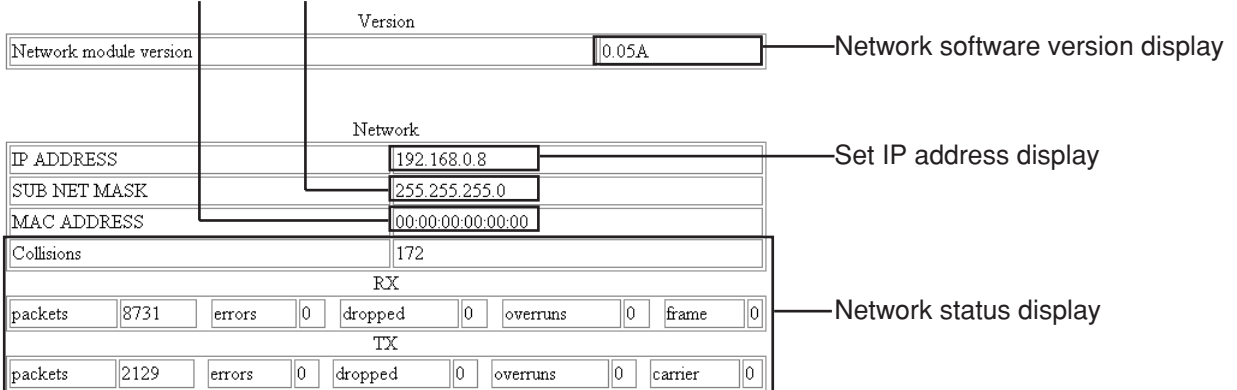 Version
Network module version 0.05A
Network software version display
Network
IP ADDRESS 192.168.0.8
Set IP address display
SUB NET MASK 255.255.255.0
MAC ADDRESS 00:00:00:00:00:00
Collisions 172
RX
packets 8731 errors 0 dropped 0 overruns 0 frame 0
Network status display
TX
packets 2129 errors 0 dropped 0 overruns 0 carrier 0